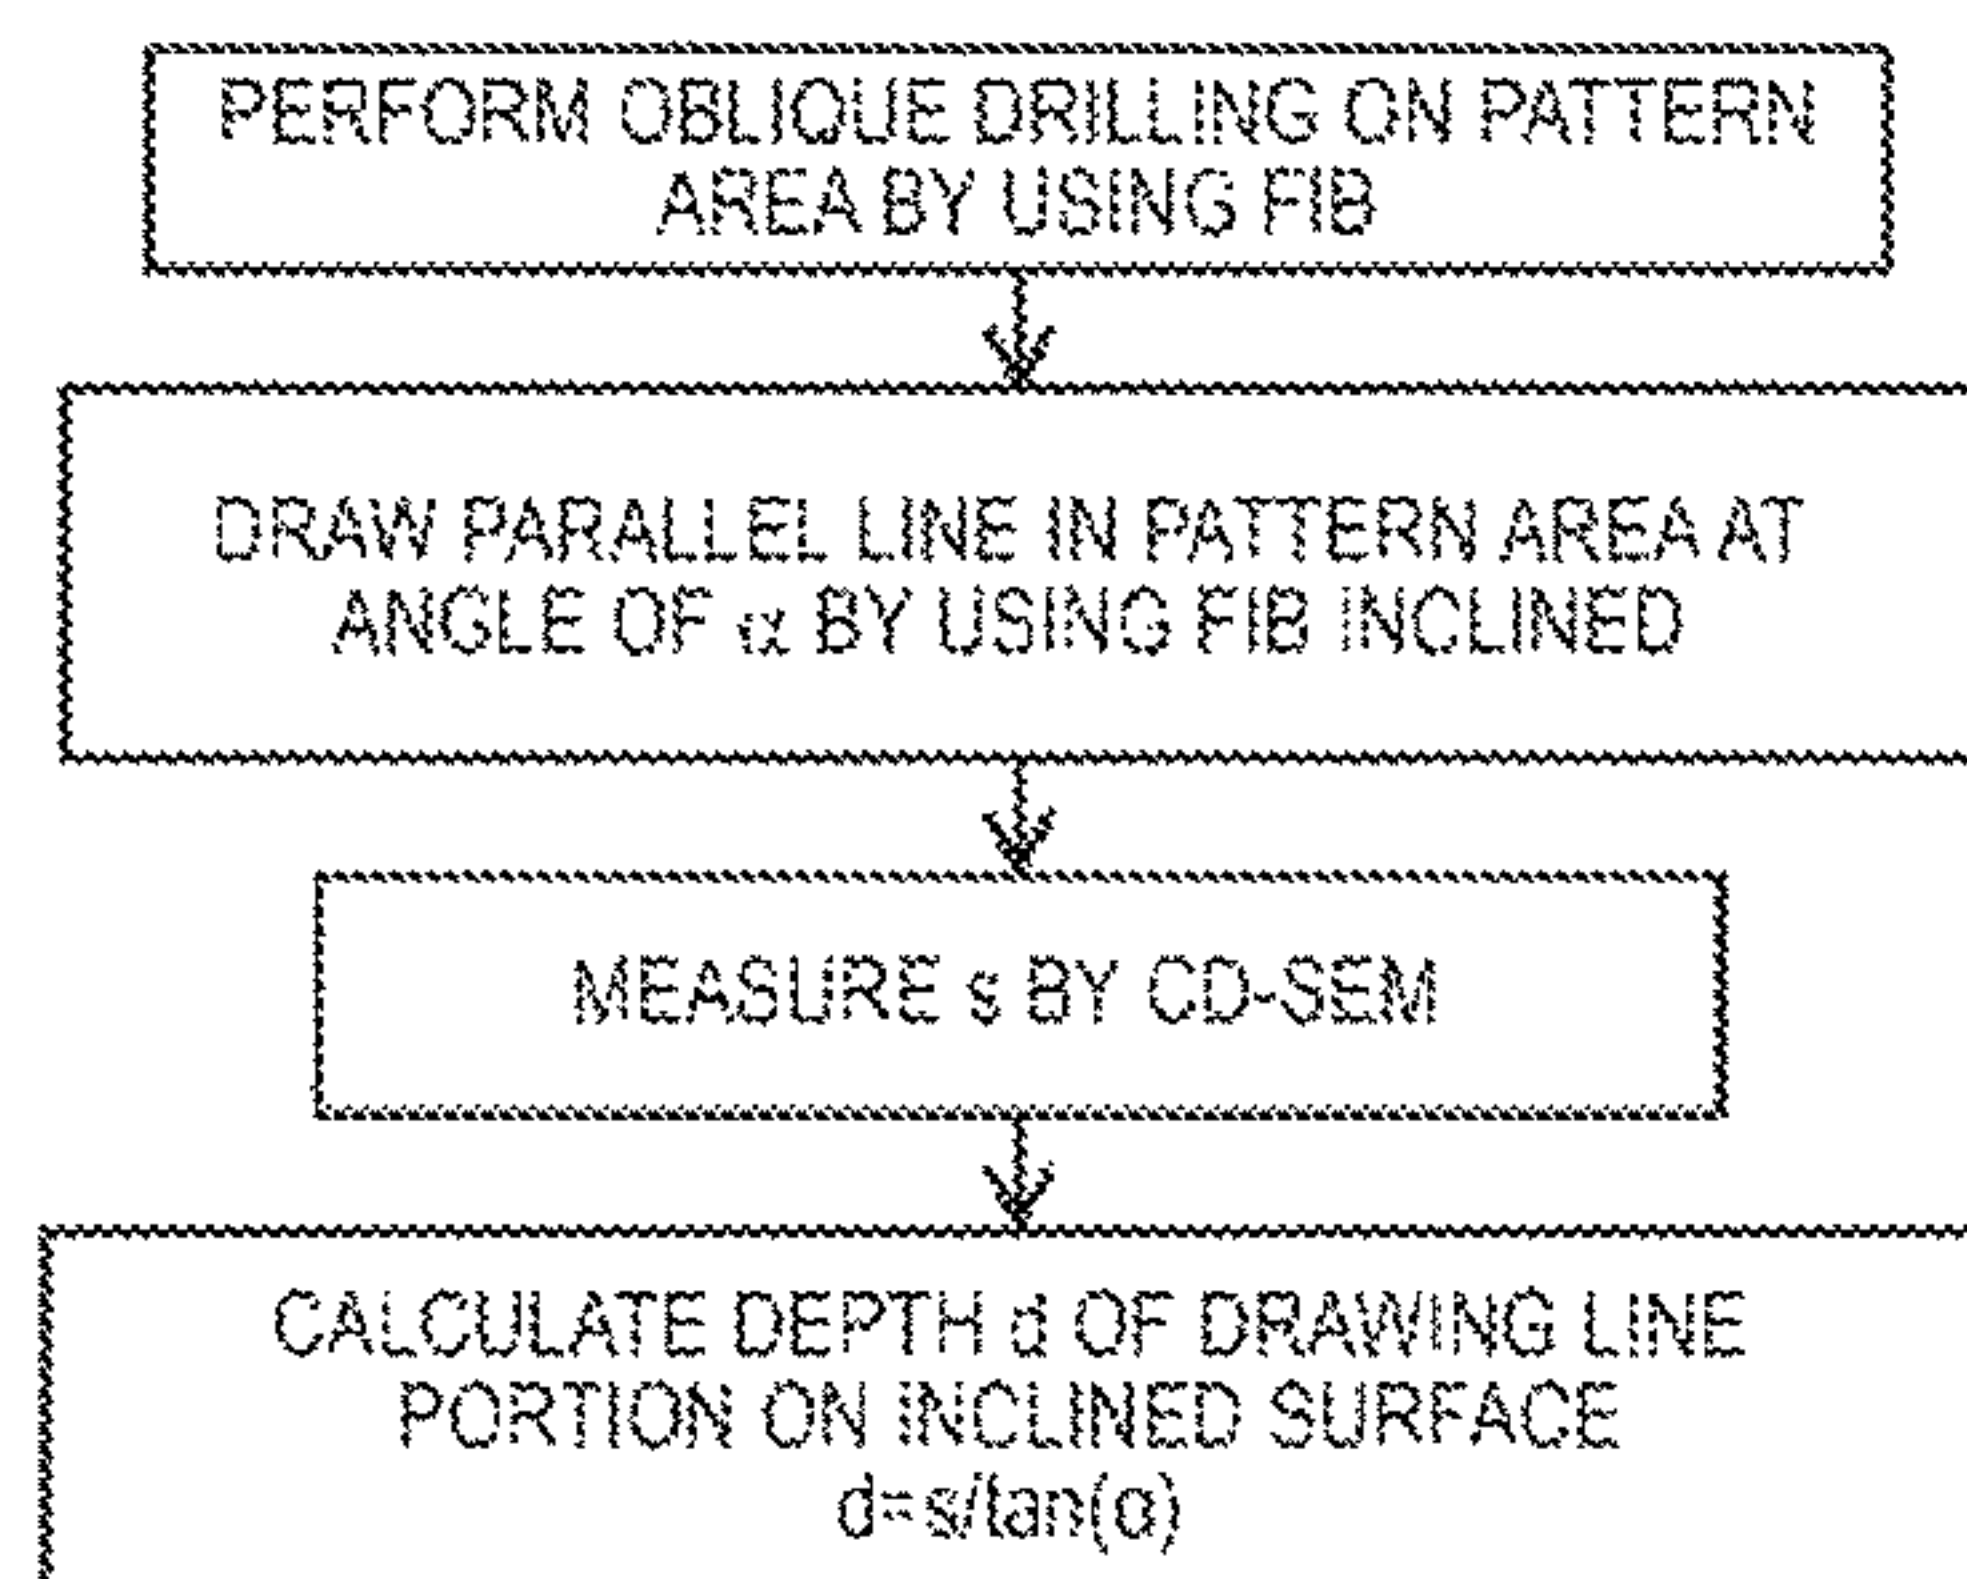 PERFORM OBLIQUE DRILLING ON PATTERN
AREA BY USING FIB
DRAW PARALLEL LINE IN PATTERN AREA AT
ANGLE OF α BY USING FIB INCLINED
MEASURE s BY CD-SEM
CALCULATE DEPTH d OF DRAWING LINE
PORTION ON INCLINED SURFACE
d=s/tan(α)